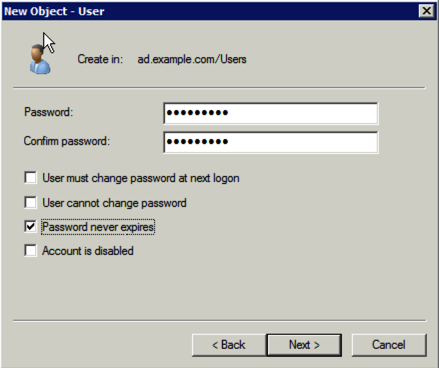 New Object - User
Create in: ad.example.com/Users
Password: •••••••••
Confirm password: •••••••••
User must change password at next logon
User cannot change password
Password never expires
Account is disabled
< Back Next > Cancel